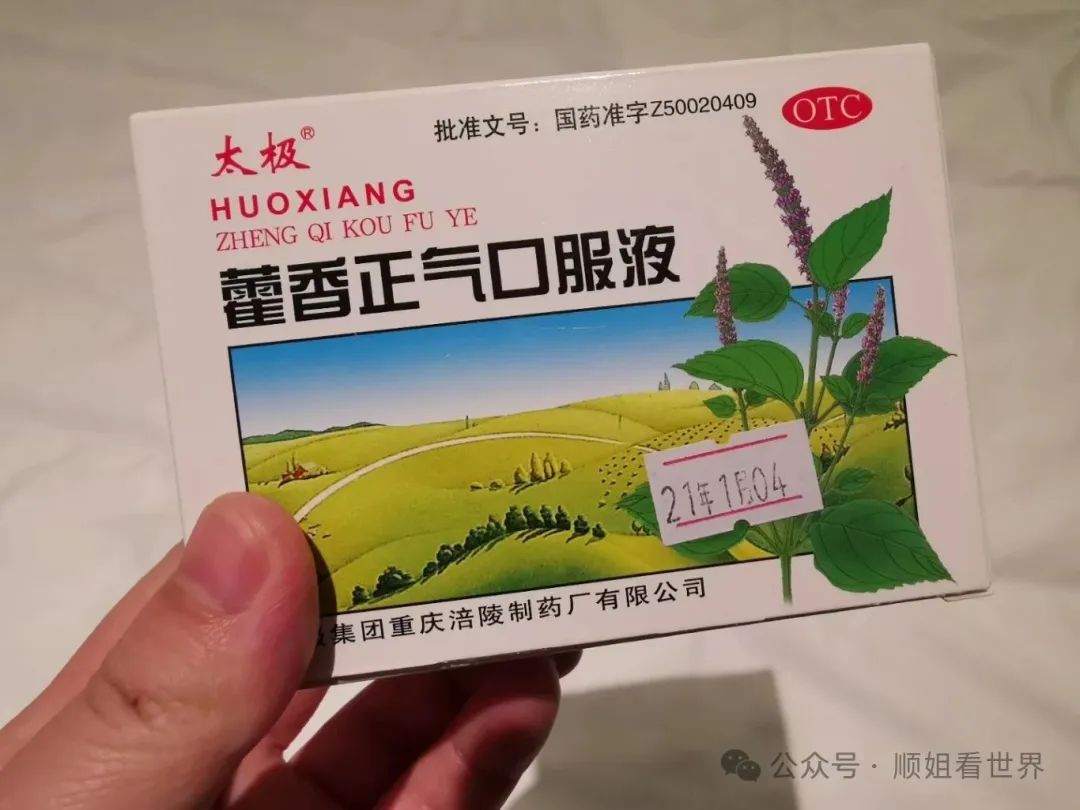 批准文号：国药准字Z50020409
OTC
太极®
HUOXIANG
ZHENG QI KOU FU YE
藿香正气口服液
21年1月04
集团重庆涪陵制药厂有限公司
公众号·顺姐看世界